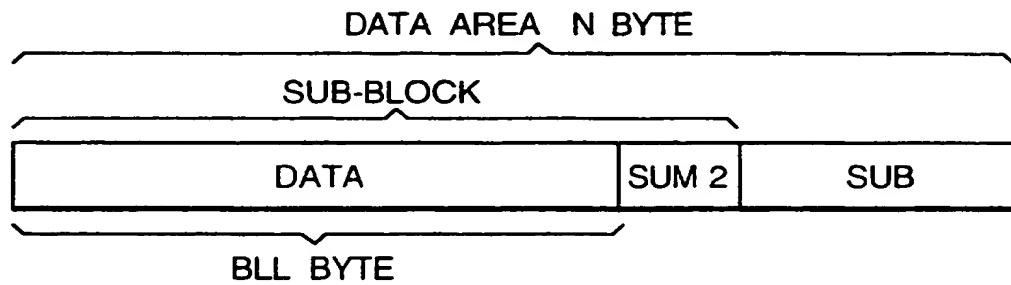 DATA AREA N BYTE
SUB-BLOCK
DATA SUM 2 SUB
BLL BYTE